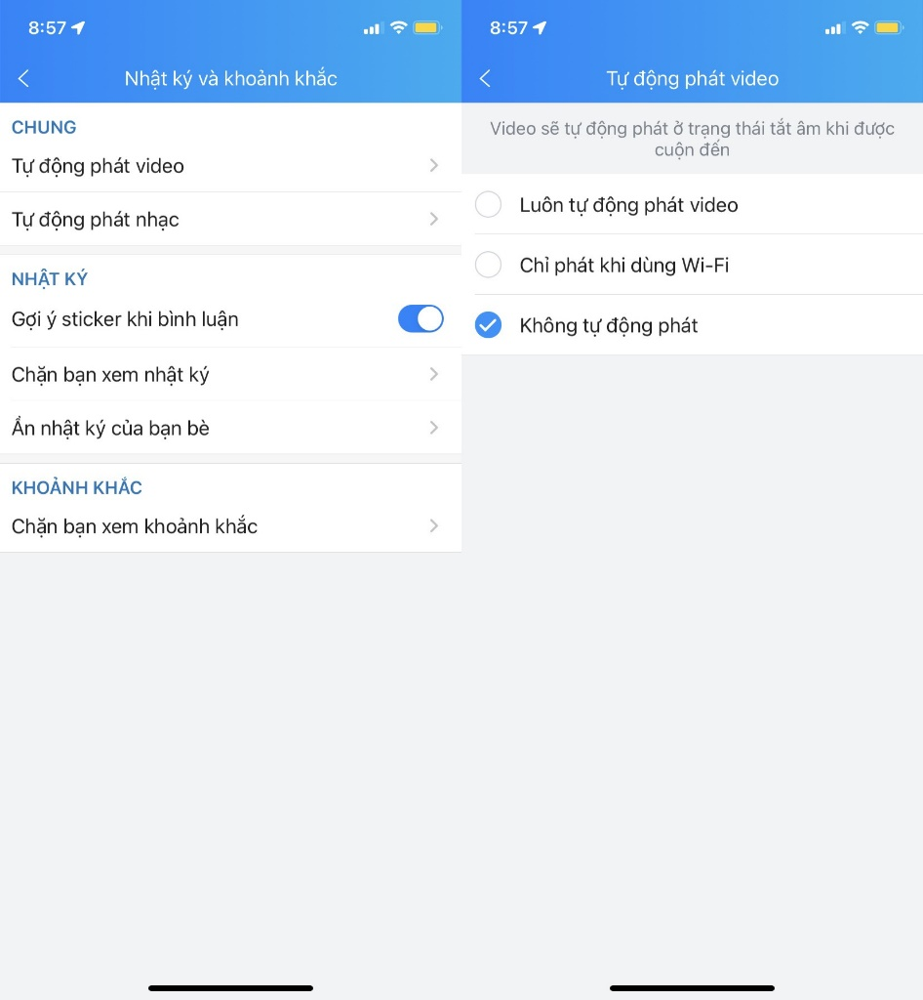 8:57
Nhật ký và khoảnh khắc
CHUNG
Tự động phát video
Tự động phát nhạc
NHẬT KÝ
Gợi ý sticker khi bình luận
Chặn bạn xem nhật ký
Ẩn nhật ký của bạn bè
KHOẢNH KHẮC
Chặn bạn xem khoảnh khắc
8:57
Tự động phát video
Video sẽ tự động phát ở trạng thái tắt âm khi được
cuộn đến
Luôn tự động phát video
Chỉ phát khi dùng Wi-Fi
Không tự động phát